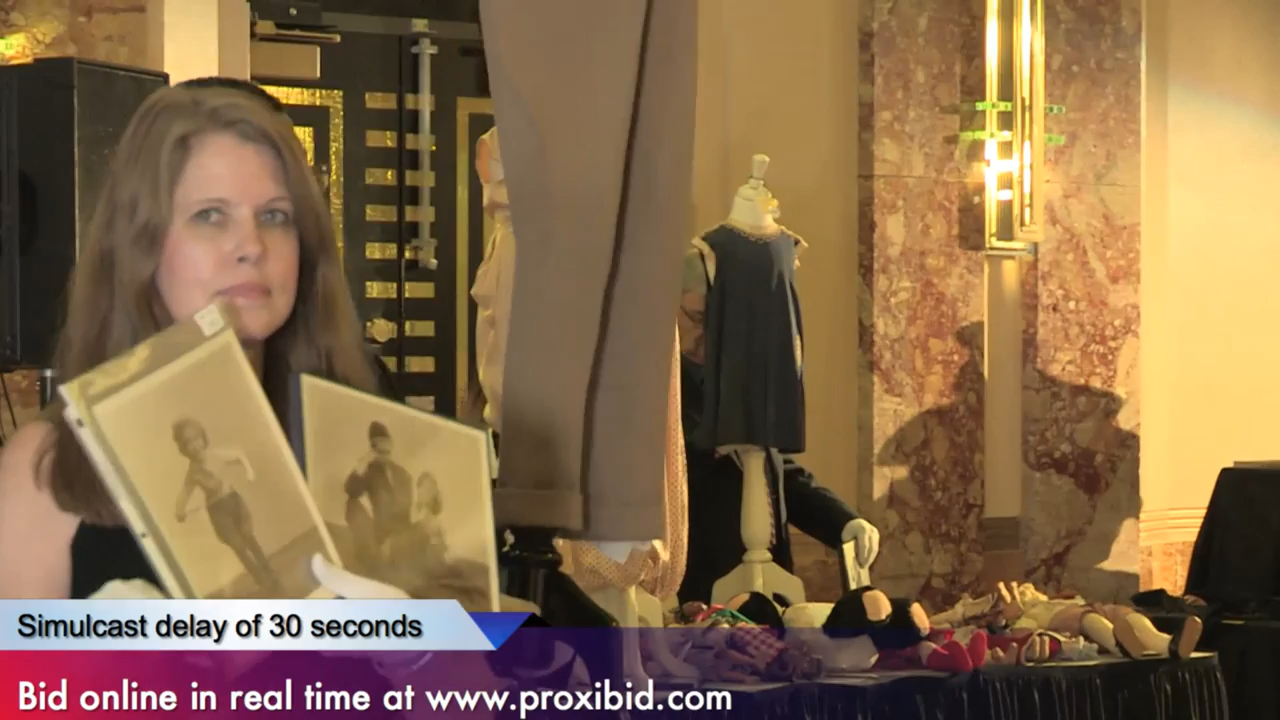 Simulcast delay of 30 seconds
Bid online in real time at www.proxibid.com